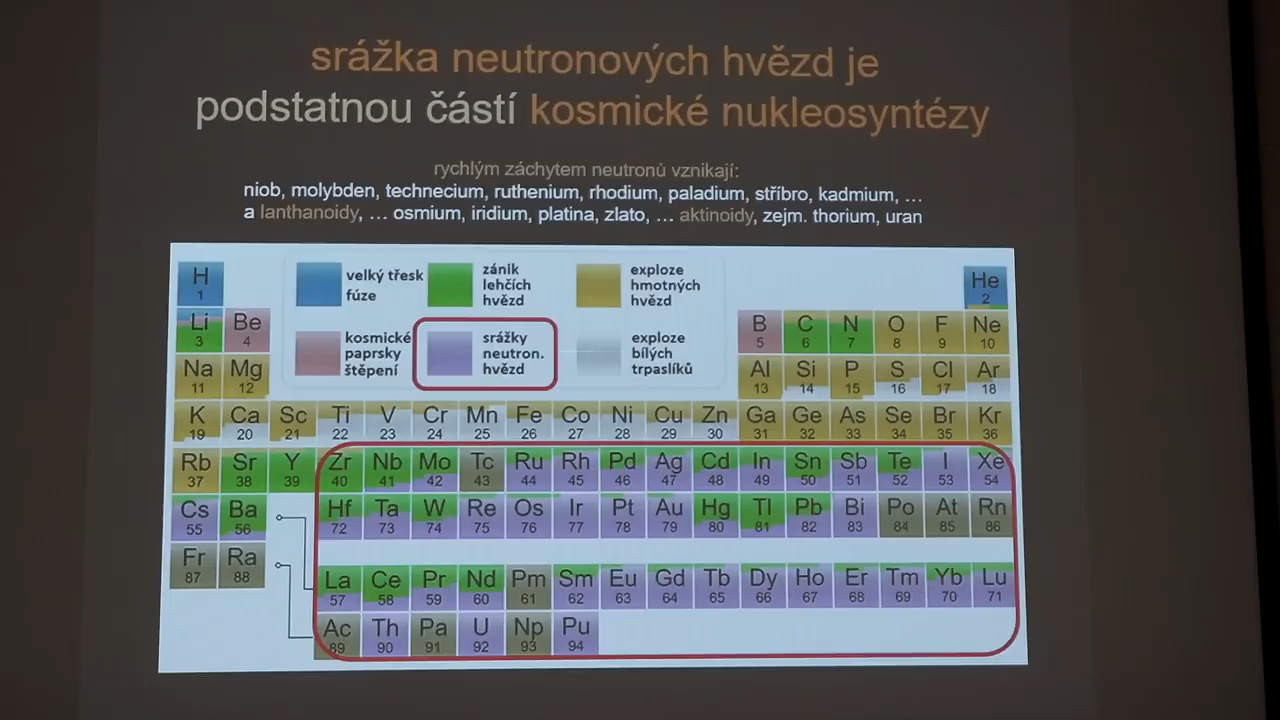 srážka neutronových hvězd je
podstatnou částí kosmické nukleosyntézy
rychlým záchytem neutronů vznikají:
niob, molybden, technecium, ruthenium, rhodium, paladium, stříbro, kadmium, …
a lanthanoidy, … osmium, iridium, platina, zlato, … aktinoidy, zejm. thorium, uran
velký třesk
fúze
zánik
lehčích
hvězd
exploze
hmotných
hvězd
kosmické
paprsky
štěpení
srážky
neutron.
hvězd
exploze
bílých
trpaslíků
H He
1 2
Li Be B C N O F Ne
3 4 5 6 7 8 9 10
Na Mg Al Si P S Cl Ar
11 12 13 14 15 16 17 18
K Ca Sc Ti V Cr Mn Fe Co Ni Cu Zn Ga Ge As Se Br Kr
19 20 21 22 23 24 25 26 27 28 29 30 31 32 33 34 35 36
Rb Sr Y Zr Nb Mo Tc Ru Rh Pd Ag Cd In Sn Sb Te I Xe
37 38 39 40 41 42 43 44 45 46 47 48 49 50 51 52 53 54
Cs Ba Hf Ta W Re Os Ir Pt Au Hg Tl Pb Bi Po At Rn
55 56 72 73 74 75 76 77 78 79 80 81 82 83 84 85 86
Fr Ra
87 88
La Ce Pr Nd Pm Sm Eu Gd Tb Dy Ho Er Tm Yb Lu
57 58 59 60 61 62 63 64 65 66 67 68 69 70 71
Ac Th Pa U Np Pu
89 90 91 92 93 94